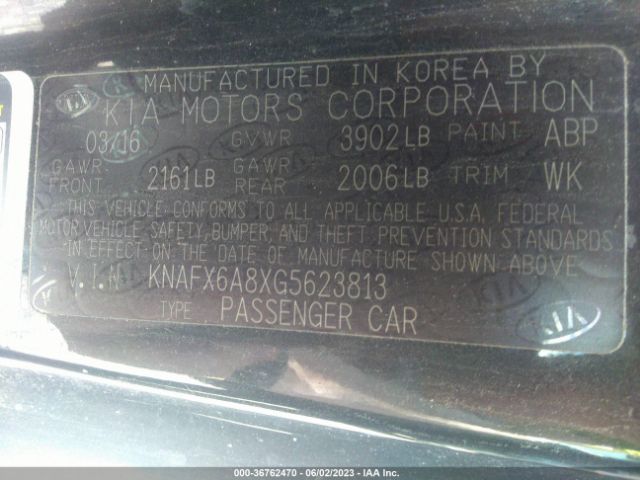 MANUFACTURED IN KOREA BY
KIA MOTORS CORPORATION
03/16 GVWR 3902LB PAINT ABP
GAWR FRONT 2161LB GAWR REAR 2006LB TRIM WK
THIS VEHICLE CONFORMS TO ALL APPLICABLE U.S.A. FEDERAL
MOTOR VEHICLE SAFETY, BUMPER, AND THEFT PREVENTION STANDARDS
IN EFFECT ON THE DATE OF MANUFACTURE SHOWN ABOVE
V.I.N KNAFX6A8XG5623813
TYPE PASSENGER CAR
KIA
000-36762470 - 06/02/2023 - IAA Inc.